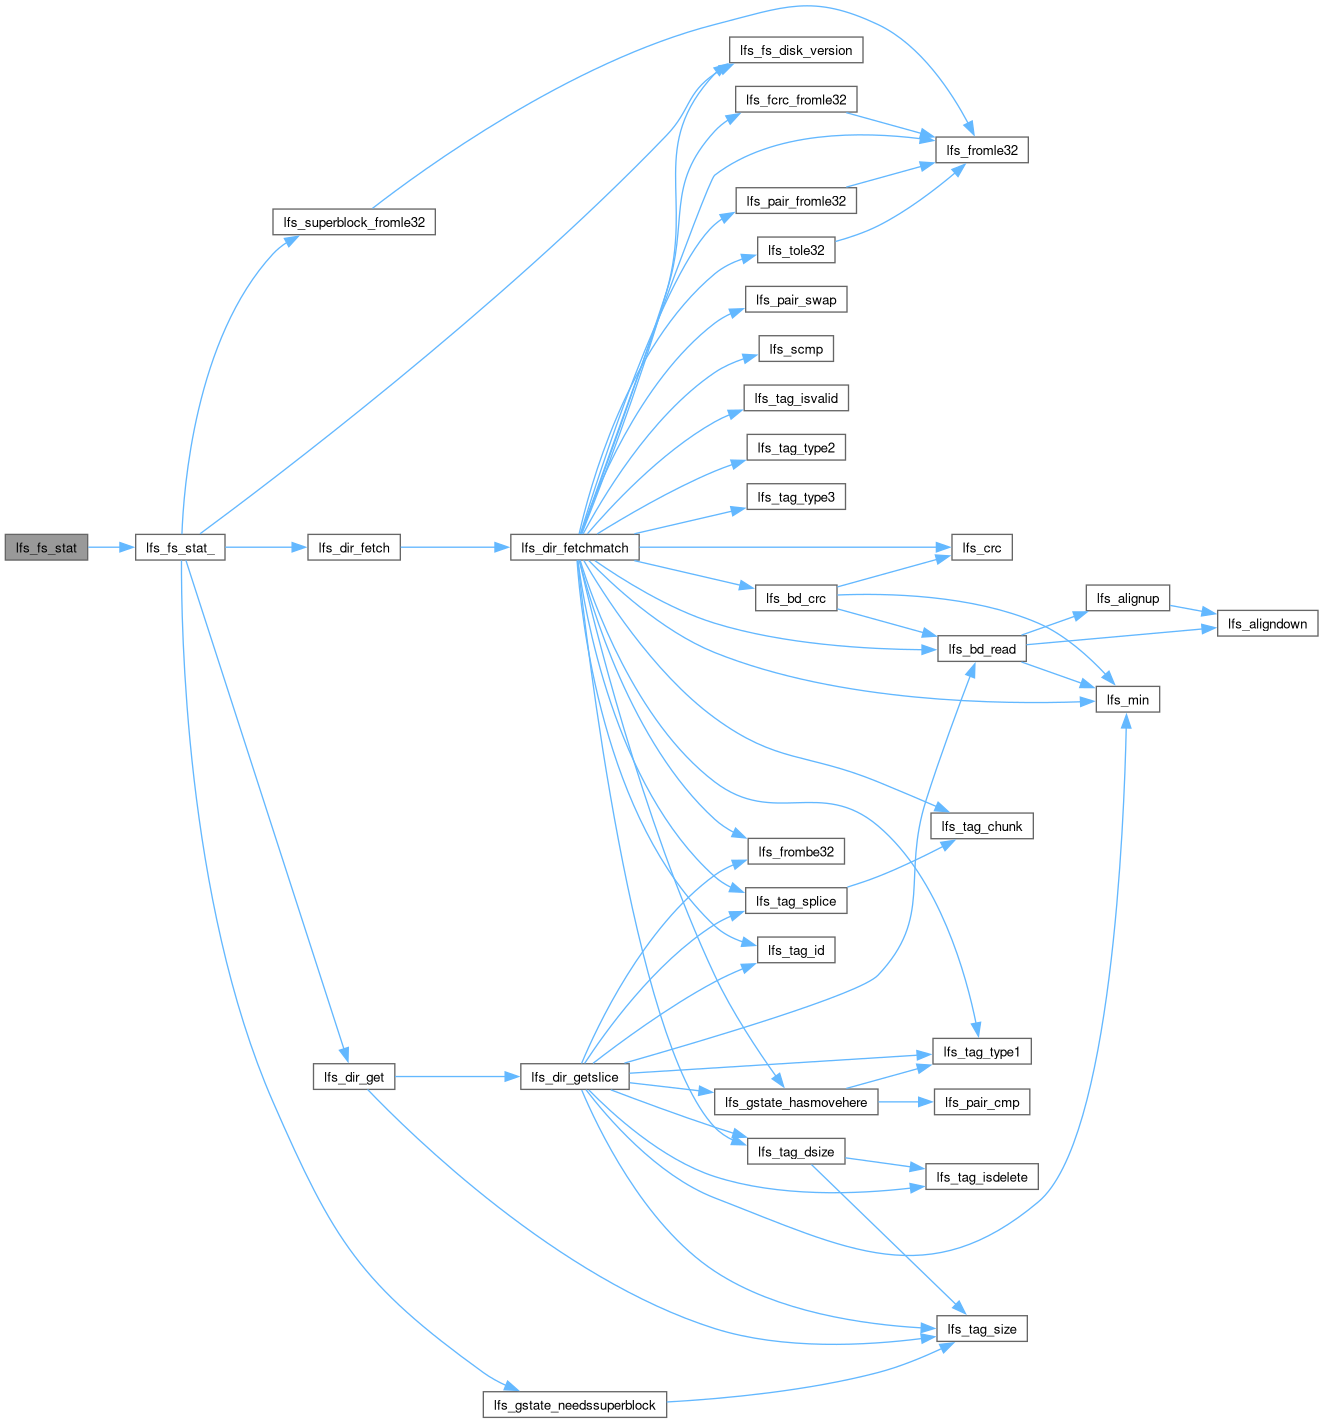 lfs_fs_disk_version
lfs_fcrc_fromle32
lfs_fromle32
lfs_pair_fromle32
lfs_superblock_fromle32
lfs_tole32
lfs_pair_swap
lfs_scmp
lfs_tag_isvalid
lfs_tag_type2
lfs_tag_type3
lfs_fs_stat
lfs_fs_stat_
lfs_dir_fetch
lfs_dir_fetchmatch
lfs_crc
lfs_bd_crc
lfs_alignup
lfs_aligndown
lfs_bd_read
lfs_min
lfs_tag_chunk
lfs_frombe32
lfs_tag_splice
lfs_tag_id
lfs_tag_type1
lfs_dir_get
lfs_dir_getslice
lfs_gstate_hasmovehere
lfs_pair_cmp
lfs_tag_dsize
lfs_tag_isdelete
lfs_tag_size
lfs_gstate_needssuperblock